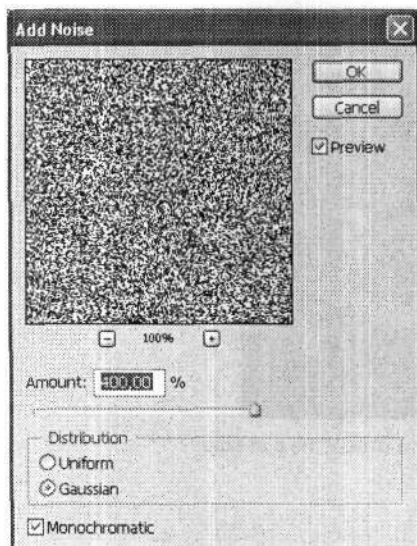 Add Noise
OK
Cancel
Preview
100%
Amount: 400,00 %
Distribution
Uniform
Gaussian
Monochromatic